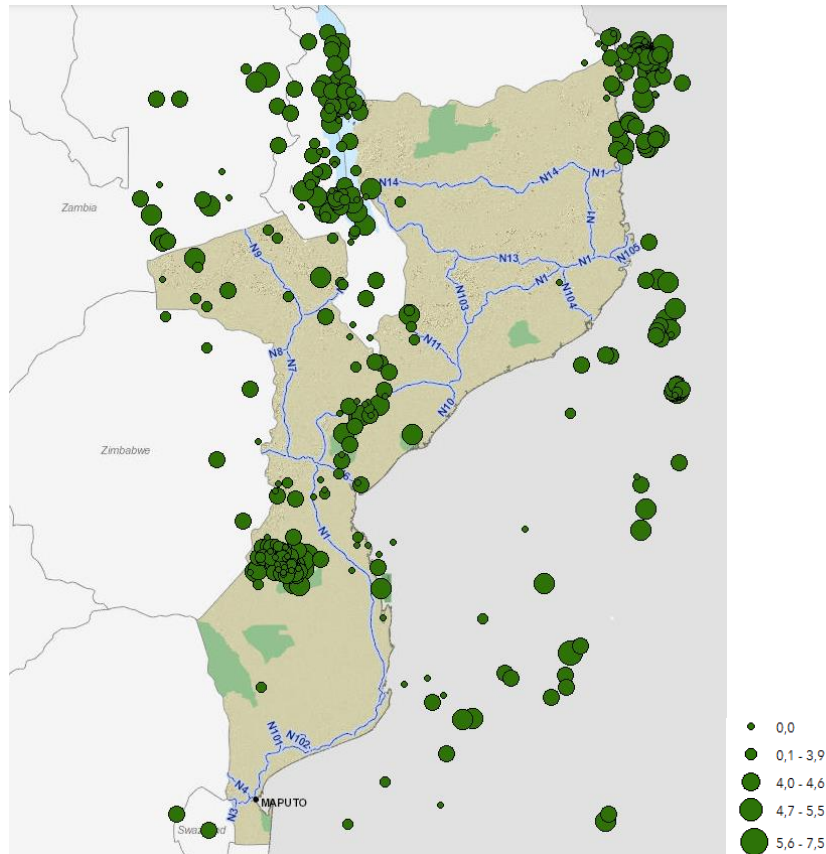 N14
N14
N1
Zambia
N1
N9
N105
N13
N1
N1
N103
N104
N11
N8
N7
N10
Zimbabwe
6
N1
N101
N102
0,0
0,1 - 3,9
N4
4,0 - 4,6
MAPUTO
N3
4,7 - 5,5
Swaziland
5,6 - 7,5